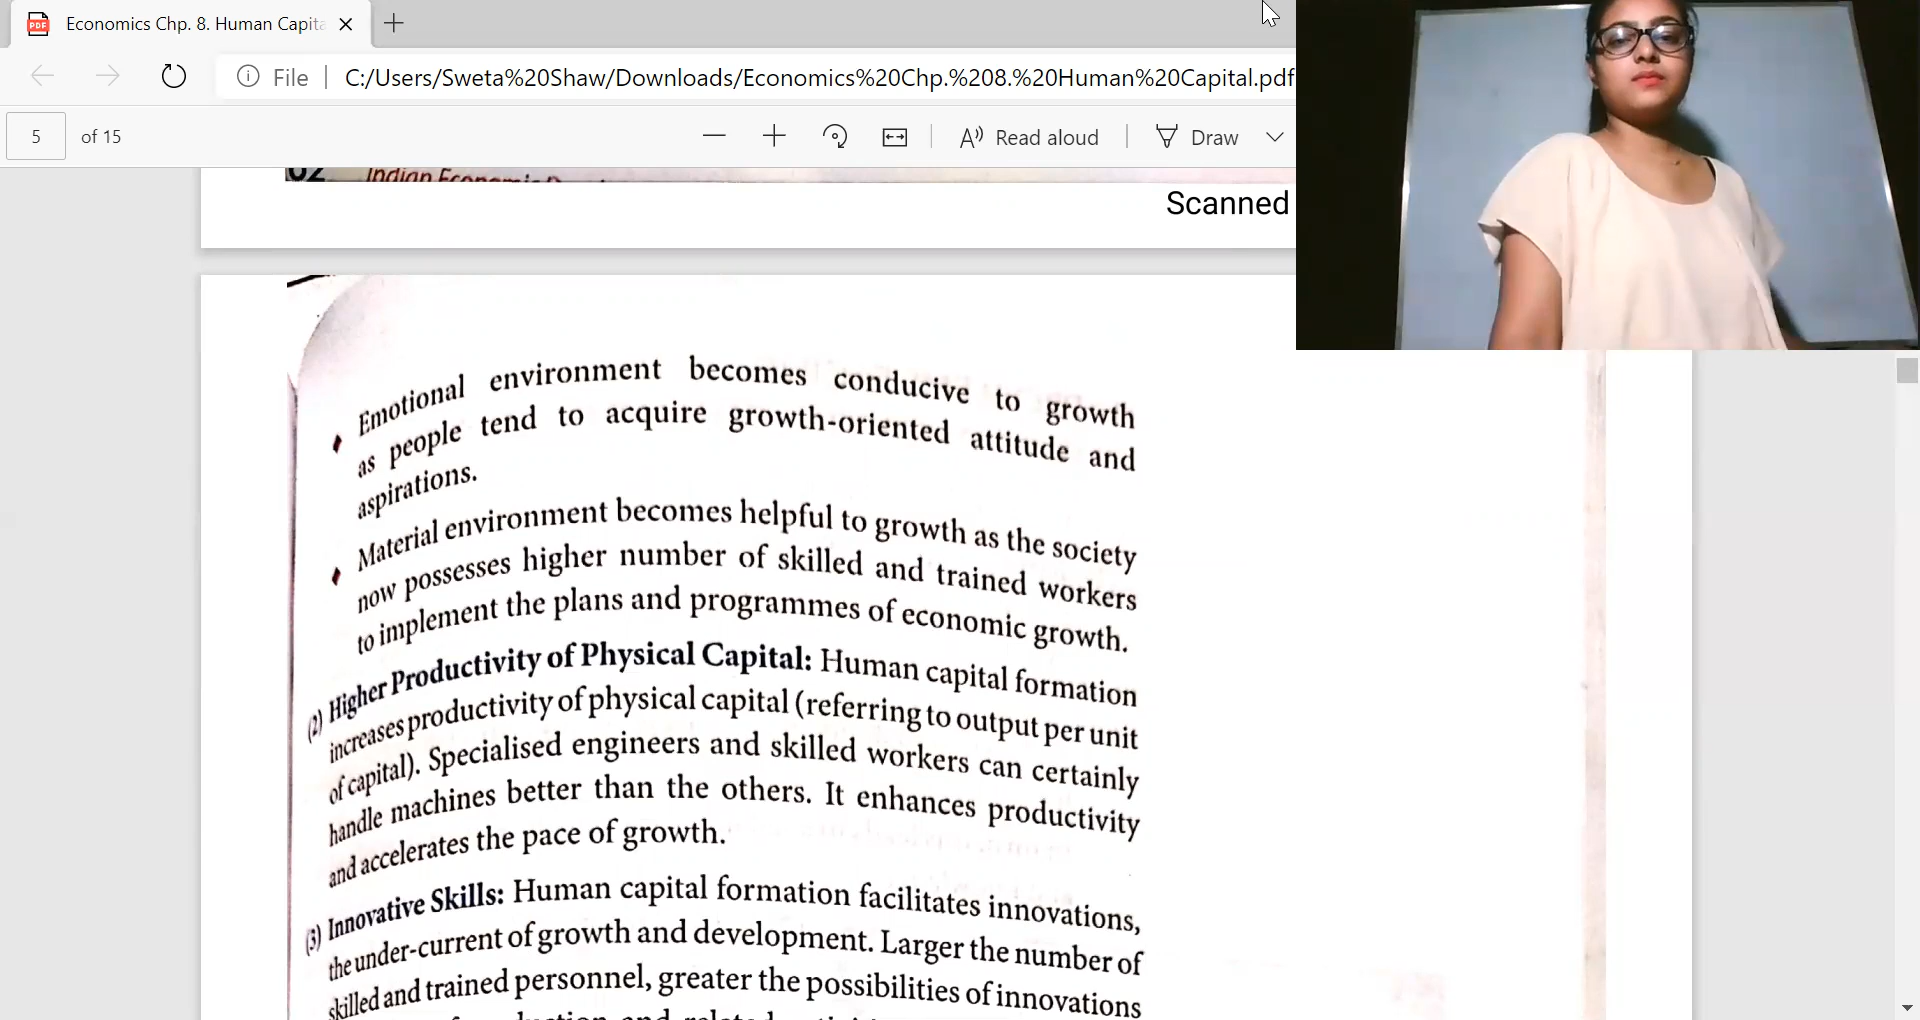 Economics Chp. 8. Human Capita
File | C:/Users/Sweta%20Shaw/Downloads/Economics%20Chp.%208.%20Human%20Capital.pdf
5 of 15
Read aloud
Draw
02 Indian Economic
Scanned
Emotional environment becomes conducive to growth
as people tend to acquire growth-oriented attitude and
aspirations.
Material environment becomes helpful to growth as the society
now possesses higher number of skilled and trained workers
to implement the plans and programmes of economic growth.
(2) Higher Productivity of Physical Capital: Human capital formation
increases productivity of physical capital (referring to output per unit
of capital). Specialised engineers and skilled workers can certainly
handle machines better than the others. It enhances productivity
and accelerates the pace of growth.
(3) Innovative Skills: Human capital formation facilitates innovations,
the under-current of growth and development. Larger the number of
skilled and trained personnel, greater the possibilities of innovations
and